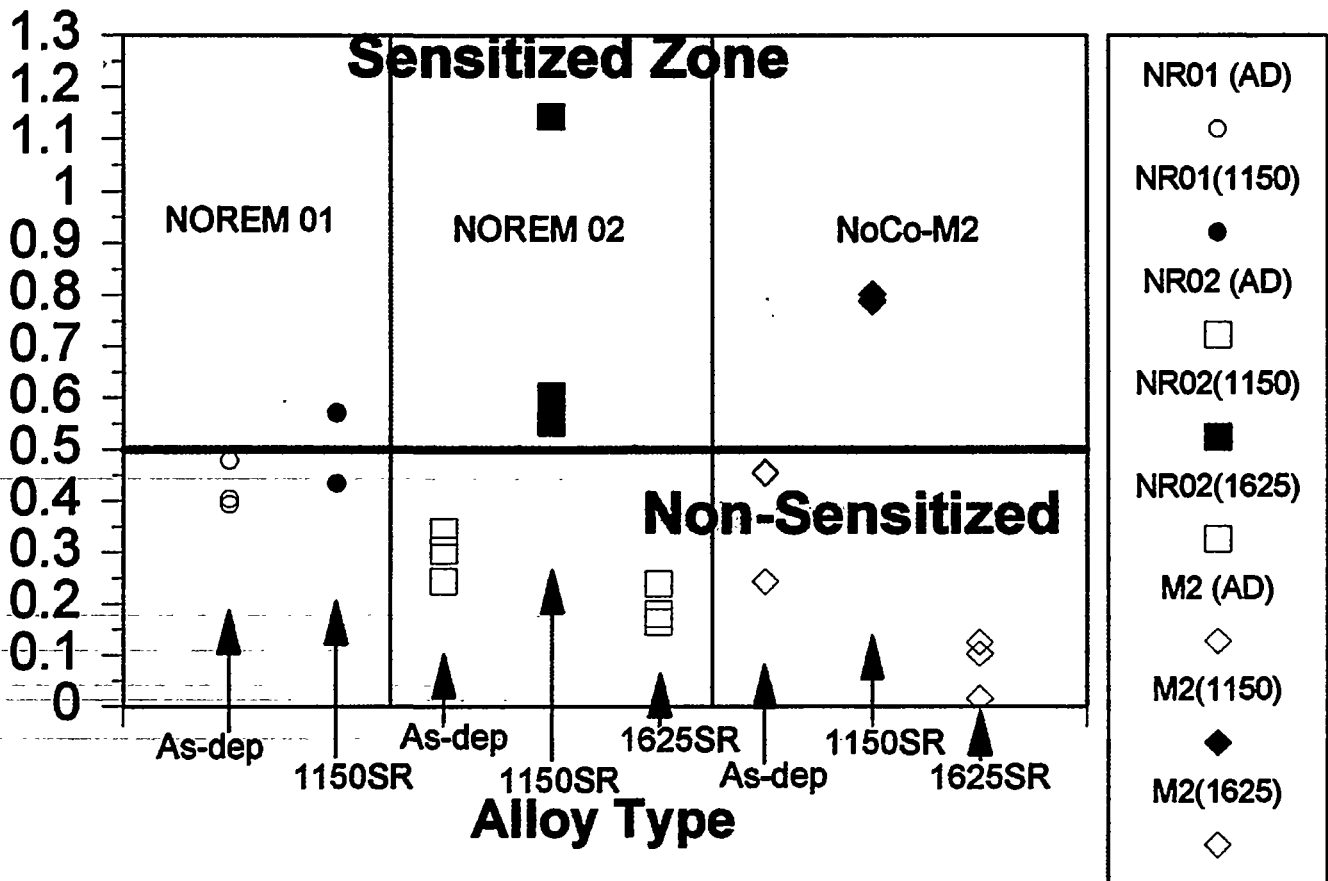 1.3
1.2
1.1
1
0.9
0.8
0.7
0.6
0.5
0.4
0.3
0.2
0.1
0
Sensitized Zone
NOREM 01
NOREM 02
NoCo-M2
Non-Sensitized
As-dep
1150SR
As-dep
1150SR
1625SR
As-dep
1150SR
1625SR
Alloy Type
NR01 (AD)
NR01(1150)
NR02 (AD)
NR02(1150)
NR02(1625)
M2 (AD)
M2(1150)
M2(1625)